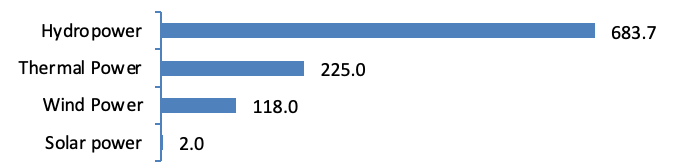 Hydropower 683.7
Thermal Power 225.0
Wind Power 118.0
Solar power 2.0